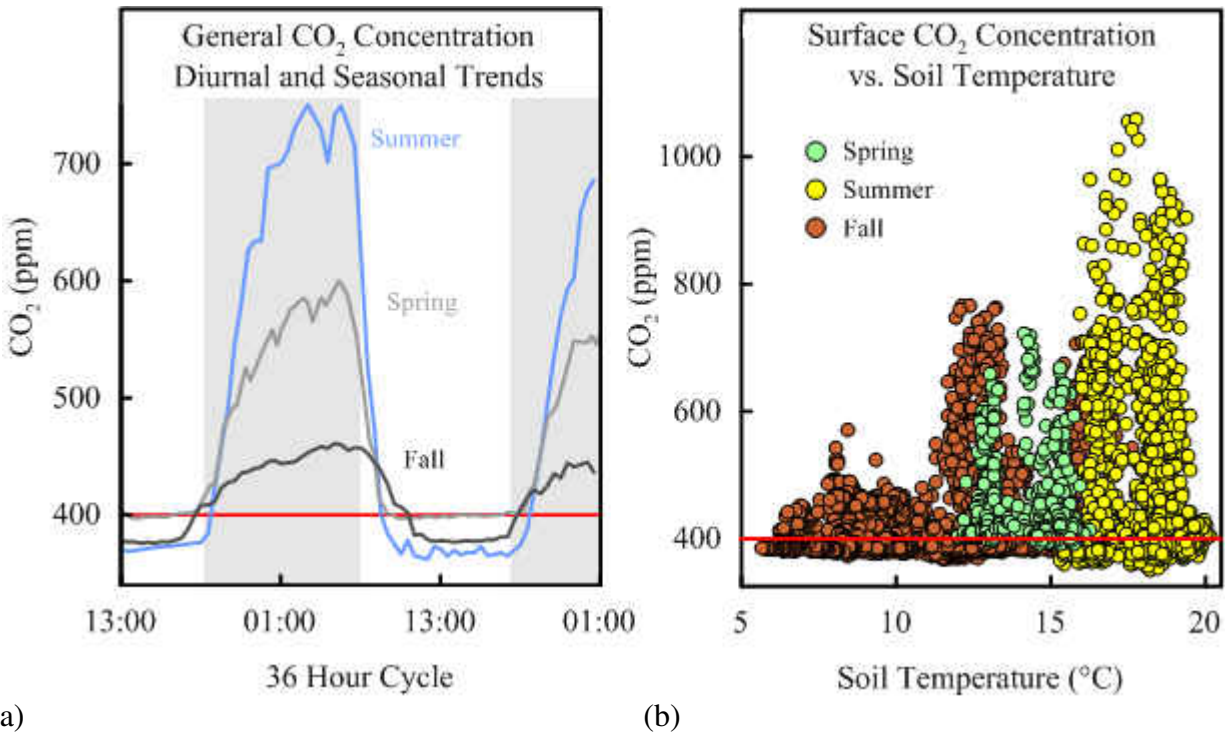 General CO₂ Concentration
Diurnal and Seasonal Trends
Summer
Spring
Fall
700
600
500
400
CO₂ (ppm)
13:00 01:00 13:00 01:00
36 Hour Cycle
a)
Surface CO₂ Concentration
vs. Soil Temperature
Spring
Summer
Fall
1000
800
600
400
CO₂ (ppm)
5 10 15 20
Soil Temperature (°C)
(b)